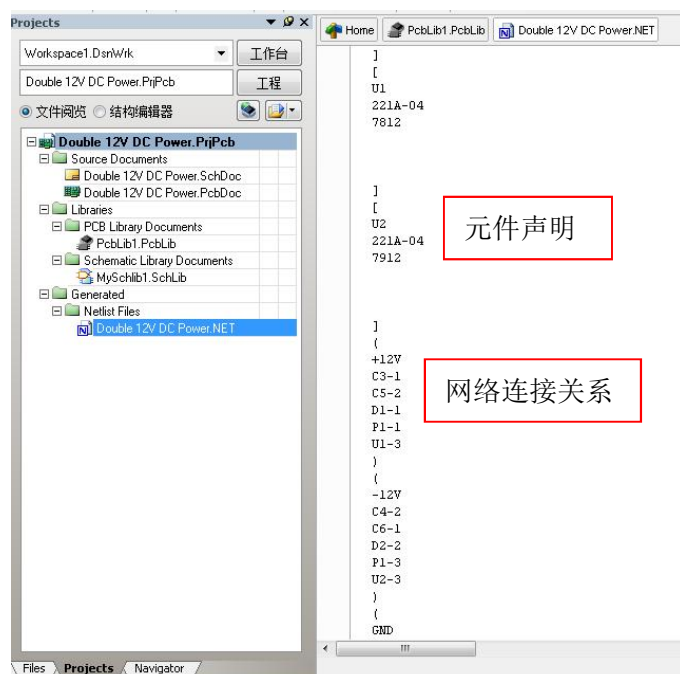 Projects
Workspace1.DsnWrk
工作台
Double 12V DC Power.PrjPcb
工程
文件阅览
结构编辑器
Double 12V DC Power.PrjPcb
Source Documents
Double 12V DC Power.SchDoc
Double 12V DC Power.PcbDoc
Libraries
PCB Library Documents
PcbLib1.PcbLib
Schematic Library Documents
MySchlib1.SchLib
Generated
Netlist Files
Double 12V DC Power.NET
Files
Projects
Navigator
Home
PcbLib1.PcbLib
Double 12V DC Power.NET
]
[
U1
221A-04
7812
]
[
U2
221A-04
7912
元件声明
]
(
+12V
C3-1
C5-2
D1-1
P1-1
U1-3
)
网络连接关系
(
-12V
C4-2
C6-1
D2-2
P1-3
U2-3
)
(
GND